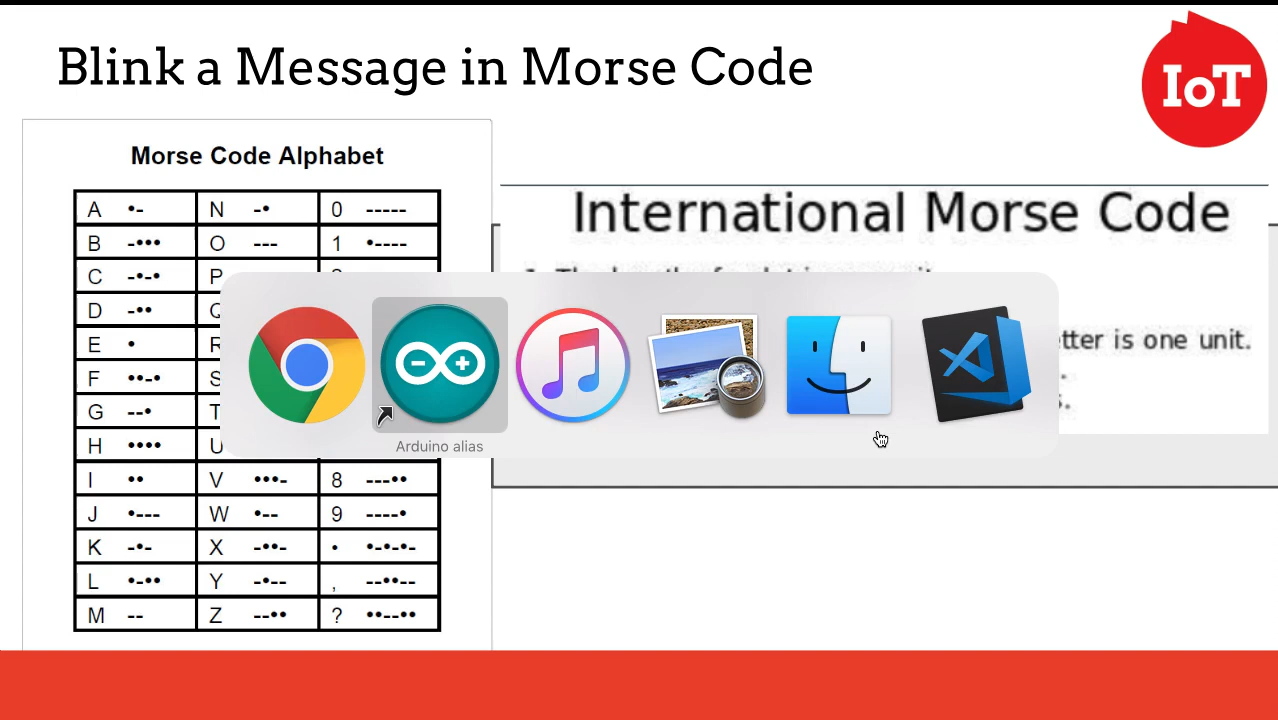 Blink a Message in Morse Code
IoT
Morse Code Alphabet
A •- N -• 0 -----
B -••• O --- 1 •----
C -•-• P
D -••
E • R
F ••-• S
G --• T
H •••• U
I •• V •••- 8 ---••
J •--- W •-- 9 ----•
K -•- X -••- • •-•-•-
L •-•• Y -•-- , --••--
M -- Z --•• ? ••--••
International Morse Code
is one unit.
Arduino alias